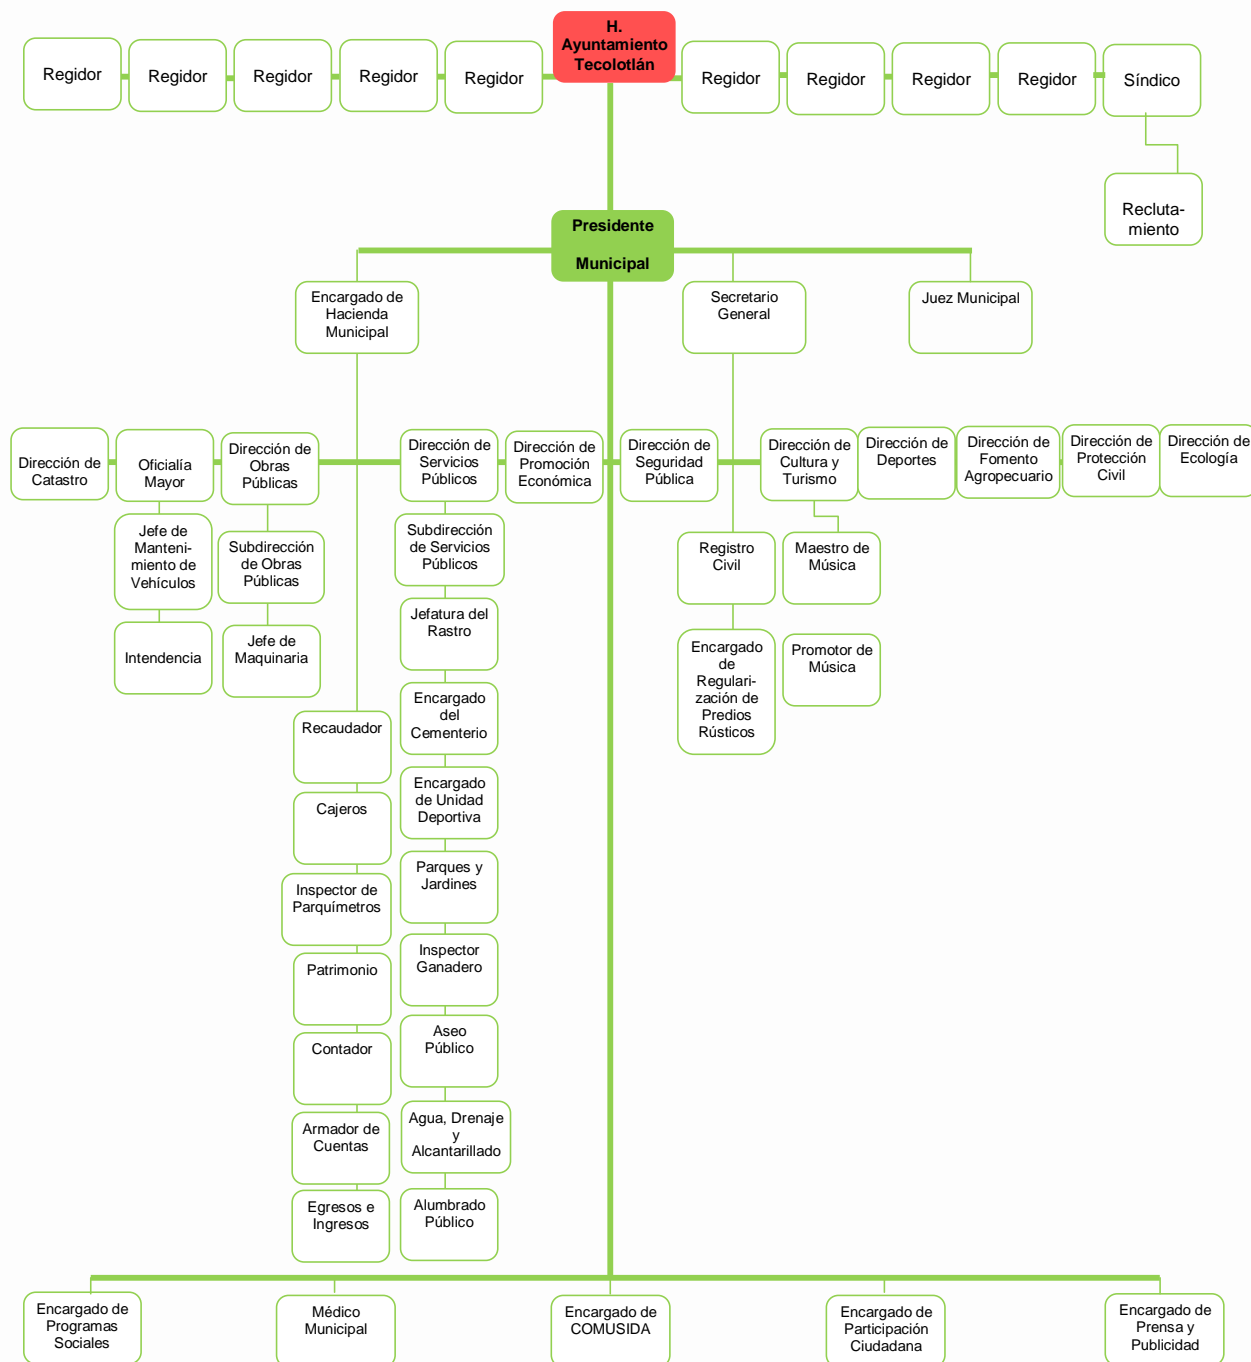 H.
Ayuntamiento
Tecolotlán
Regidor
Regidor
Regidor
Regidor
Regidor
Regidor
Regidor
Regidor
Regidor
Síndico
Recluta-
miento
Presidente
Municipal
Encargado de
Hacienda
Municipal
Secretario
General
Juez Municipal
Dirección de
Catastro
Oficialía
Mayor
Dirección de
Obras
Públicas
Dirección de
Servicios
Públicos
Dirección de
Promoción
Económica
Dirección de
Seguridad
Pública
Dirección de
Cultura y
Turismo
Dirección de
Deportes
Dirección de
Fomento
Agropecuario
Dirección de
Protección
Civil
Dirección de
Ecología
Jefe de
Manteni-
miento de
Vehículos
Intendencia
Subdirección
de Obras
Públicas
Jefe de
Maquinaria
Subdirección
de Servicios
Públicos
Jefatura del
Rastro
Encargado
del
Cementerio
Encargado
de Unidad
Deportiva
Parques y
Jardines
Inspector
Ganadero
Aseo
Público
Agua, Drenaje
y
Alcantarillado
Alumbrado
Público
Registro
Civil
Encargado
de
Regulari-
zación de
Predios
Rústicos
Maestro de
Música
Promotor de
Música
Recaudador
Cajeros
Inspector de
Parquímetros
Patrimonio
Contador
Armador de
Cuentas
Egresos e
Ingresos
Encargado de
Programas
Sociales
Médico
Municipal
Encargado de
COMUSIDA
Encargado de
Participación
Ciudadana
Encargado de
Prensa y
Publicidad